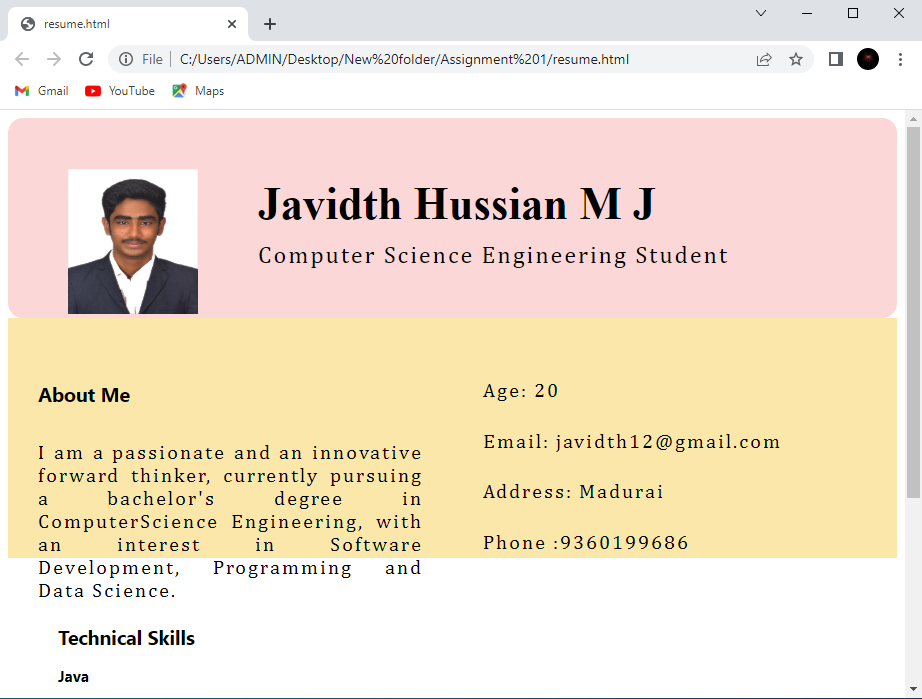 resume.html
File
C:/Users/ADMIN/Desktop/New%20folder/Assignment%201/resume.html
Gmail
YouTube
Maps
Javidth Hussian M J
Computer Science Engineering Student
About Me
I am a passionate and an innovative
forward thinker, currently pursuing
a bachelor's degree in
ComputerScience Engineering, with
an interest in Software
Development, Programming and
Data Science.
Age: 20
Email: javidth12@gmail.com
Address: Madurai
Phone :9360199686
Technical Skills
Java